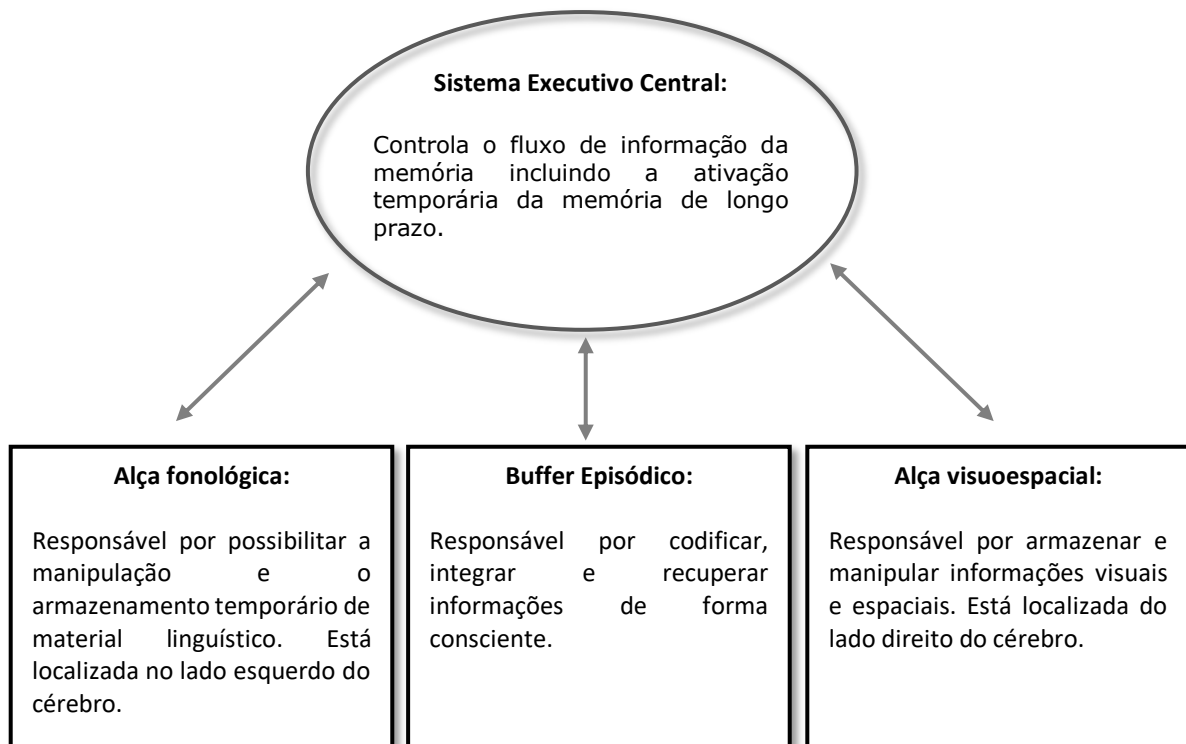 Sistema Executivo Central:
Controla o fluxo de informação da
memória incluindo a ativação
temporária da memória de longo
prazo.
Alça fonológica:
Responsável por possibilitar a
manipulação e o
armazenamento temporário de
material linguístico. Está
localizada no lado esquerdo do
cérebro.
Buffer Episódico:
Responsável por codificar,
integrar e recuperar
informações de forma
consciente.
Alça visuoespacial:
Responsável por armazenar e
manipular informações visuais
e espaciais. Está localizada do
lado direito do cérebro.